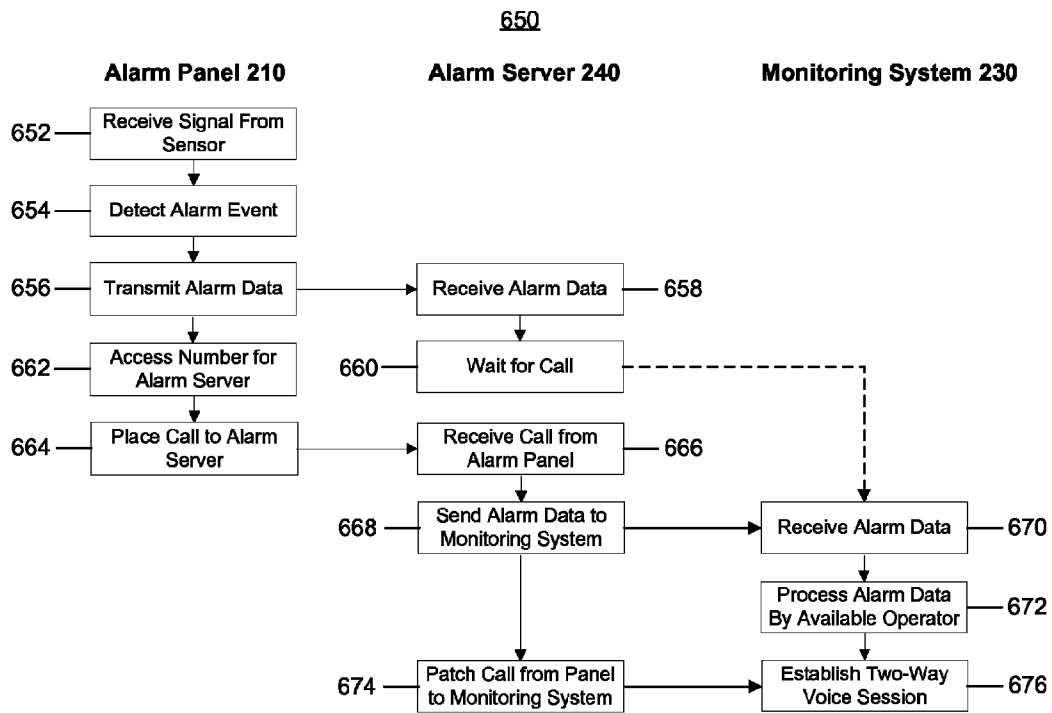 650
Alarm Panel 210
Alarm Server 240
Monitoring System 230
652
Receive Signal From
Sensor
654
Detect Alarm Event
656
Transmit Alarm Data
Receive Alarm Data
658
662
Access Number for
Alarm Server
660
Wait for Call
664
Place Call to Alarm
Server
Receive Call from
Alarm Panel
666
668
Send Alarm Data to
Monitoring System
Receive Alarm Data
670
Process Alarm Data
By Available Operator
672
674
Patch Call from Panel
to Monitoring System
Establish Two-Way
Voice Session
676